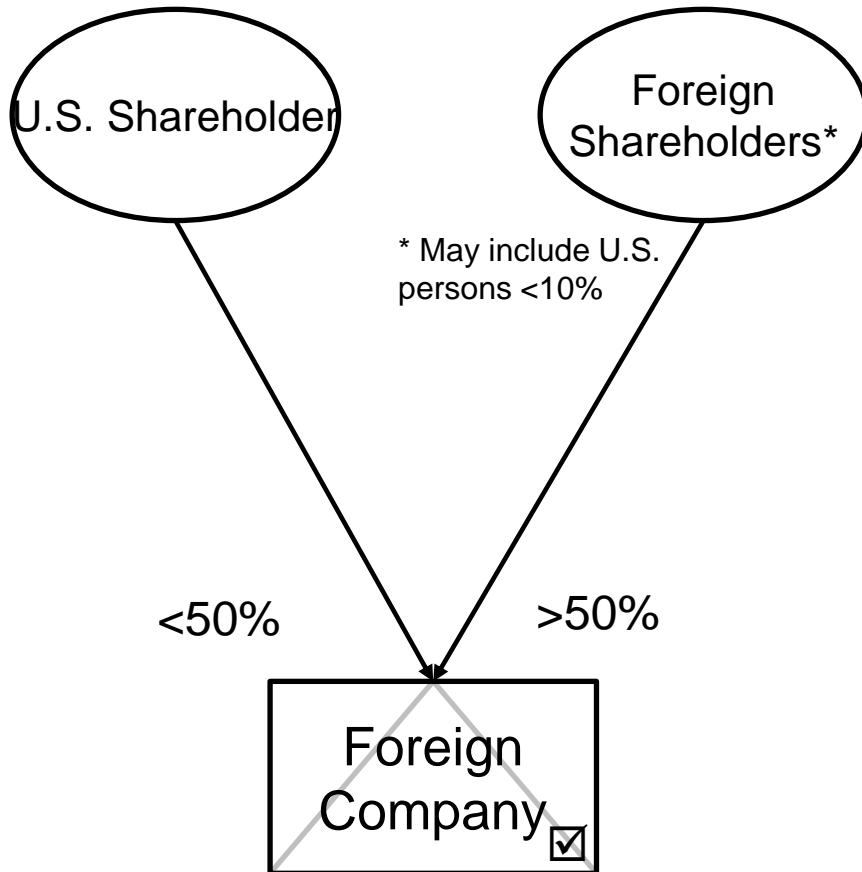 U.S. Shareholder
Foreign
Shareholders*
* May include U.S.
persons <10%
<50%
>50%
Foreign
Company